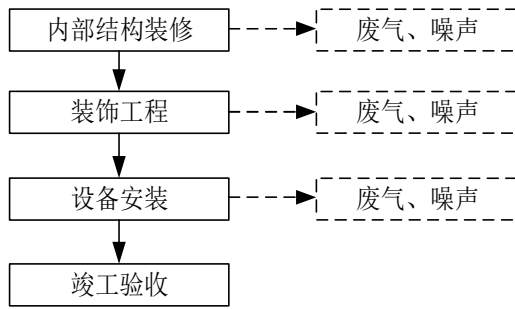 内部结构装修
废气、噪声
装饰工程
废气、噪声
设备安装
废气、噪声
竣工验收